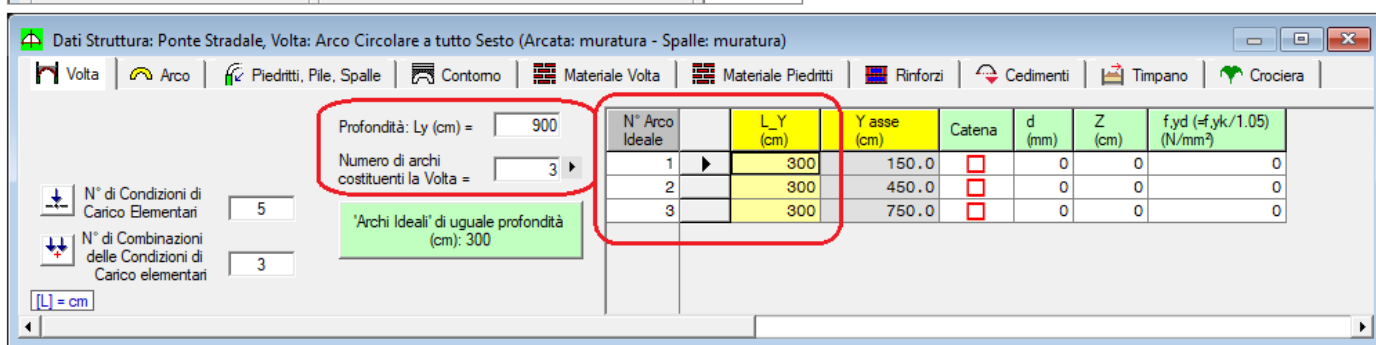 Dati Struttura: Ponte Stradale, Volta: Arco Circolare a tutto Sesto (Arcata: muratura - Spalle: muratura)
Volta Arco Piedritti, Pile, Spalle Contorno Materiale Volta Materiale Piedritti Rinforzi Cedimenti Timpano Crociera
Profondità: Ly (cm) = 900
Numero di archi
costituenti la Volta = 3
'Archi Ideali' di uguale profondità
(cm): 300
N° di Condizioni di
Carico Elementari 5
N° di Combinazioni
delle Condizioni di
Carico elementari 3
[L] = cm
N° Arco
Ideale L_Y
(cm) Y asse
(cm) Catena d
(mm) Z
(cm) f,yd (=f,yk/1.05)
(N/mm²)
1 300 150.0 0 0 0
2 300 450.0 0 0 0
3 300 750.0 0 0 0